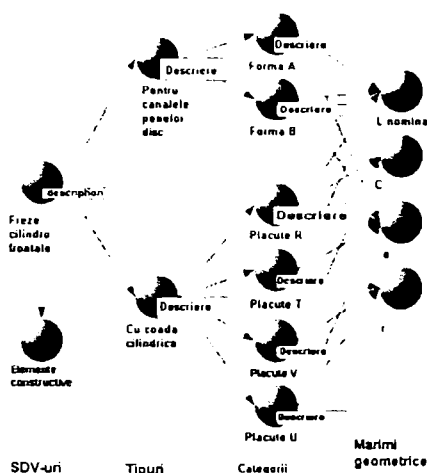 Descriere
Forma A
Descriere
Pentru
canalele
penelor
disc
Descriere
Forma B
L nomina
C
description
Freze
cilindro
frontale
Descriere
Placute R
e
Descriere
Placute T
Descriere
Cu coada
cilindrica
r
Descriere
Placute V
Elemente
constructive
Descriere
Placute U
SDV-uri
Tipuri
Categorii
Marimi
geometrice